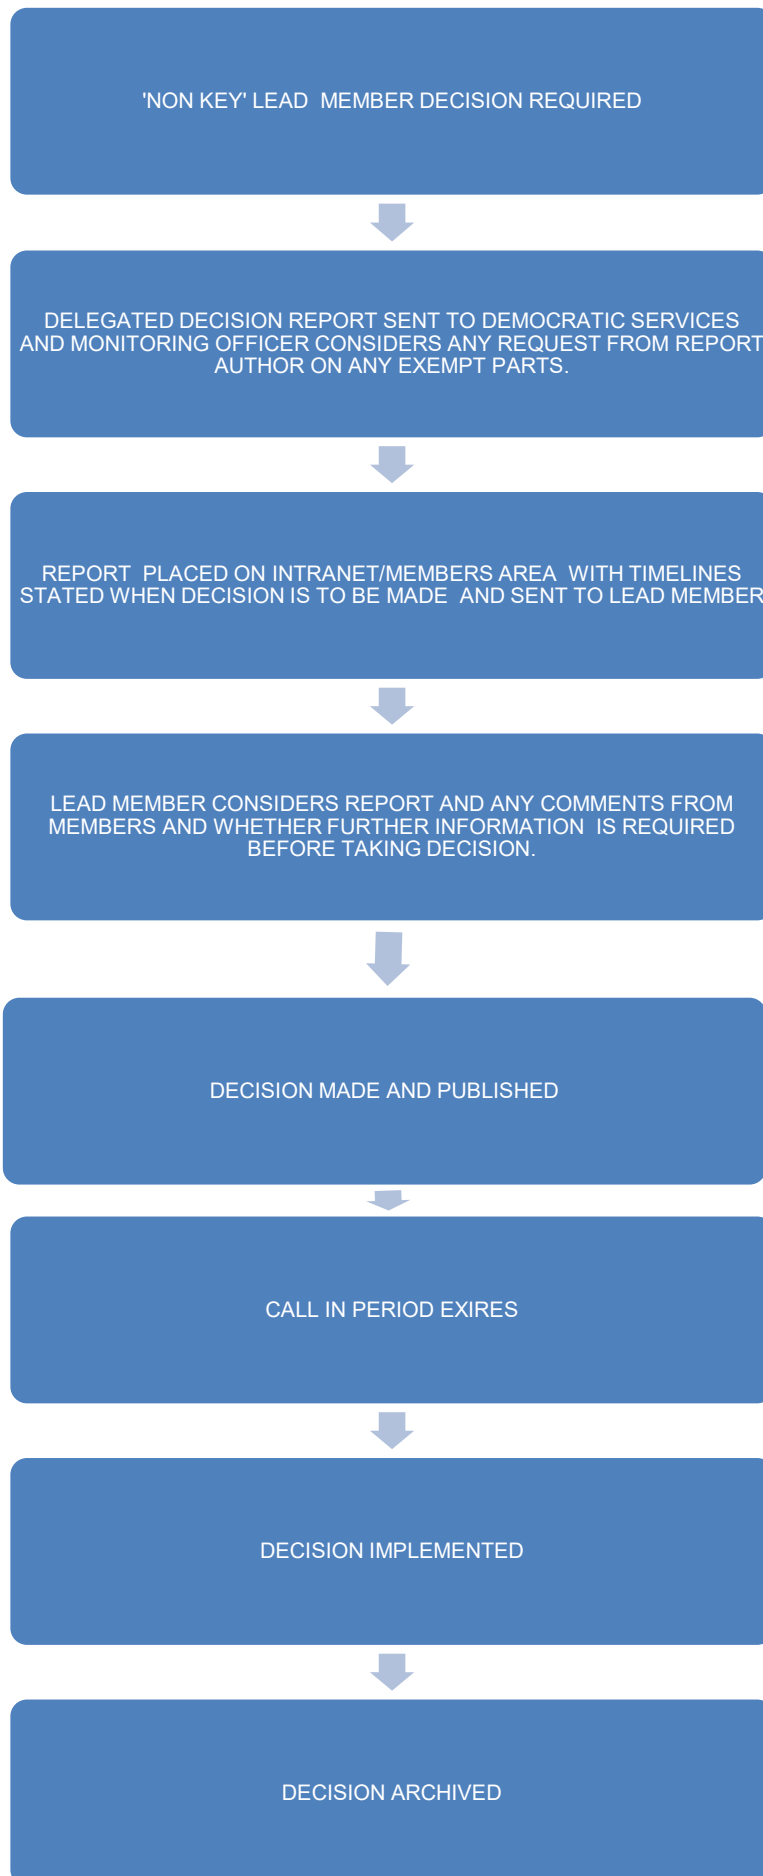 'NON KEY' LEAD  MEMBER DECISION REQUIRED
DELEGATED DECISION REPORT SENT TO DEMOCRATIC SERVICES
AND MONITORING OFFICER CONSIDERS ANY REQUEST FROM REPORT
AUTHOR ON ANY EXEMPT PARTS.
REPORT  PLACED ON INTRANET/MEMBERS AREA  WITH TIMELINES
STATED WHEN DECISION IS TO BE MADE  AND SENT TO LEAD MEMBER
LEAD MEMBER CONSIDERS REPORT AND ANY COMMENTS FROM
MEMBERS AND WHETHER FURTHER INFORMATION  IS REQUIRED
BEFORE TAKING DECISION.
DECISION MADE AND PUBLISHED
CALL IN PERIOD EXIRES
DECISION IMPLEMENTED
DECISION ARCHIVED